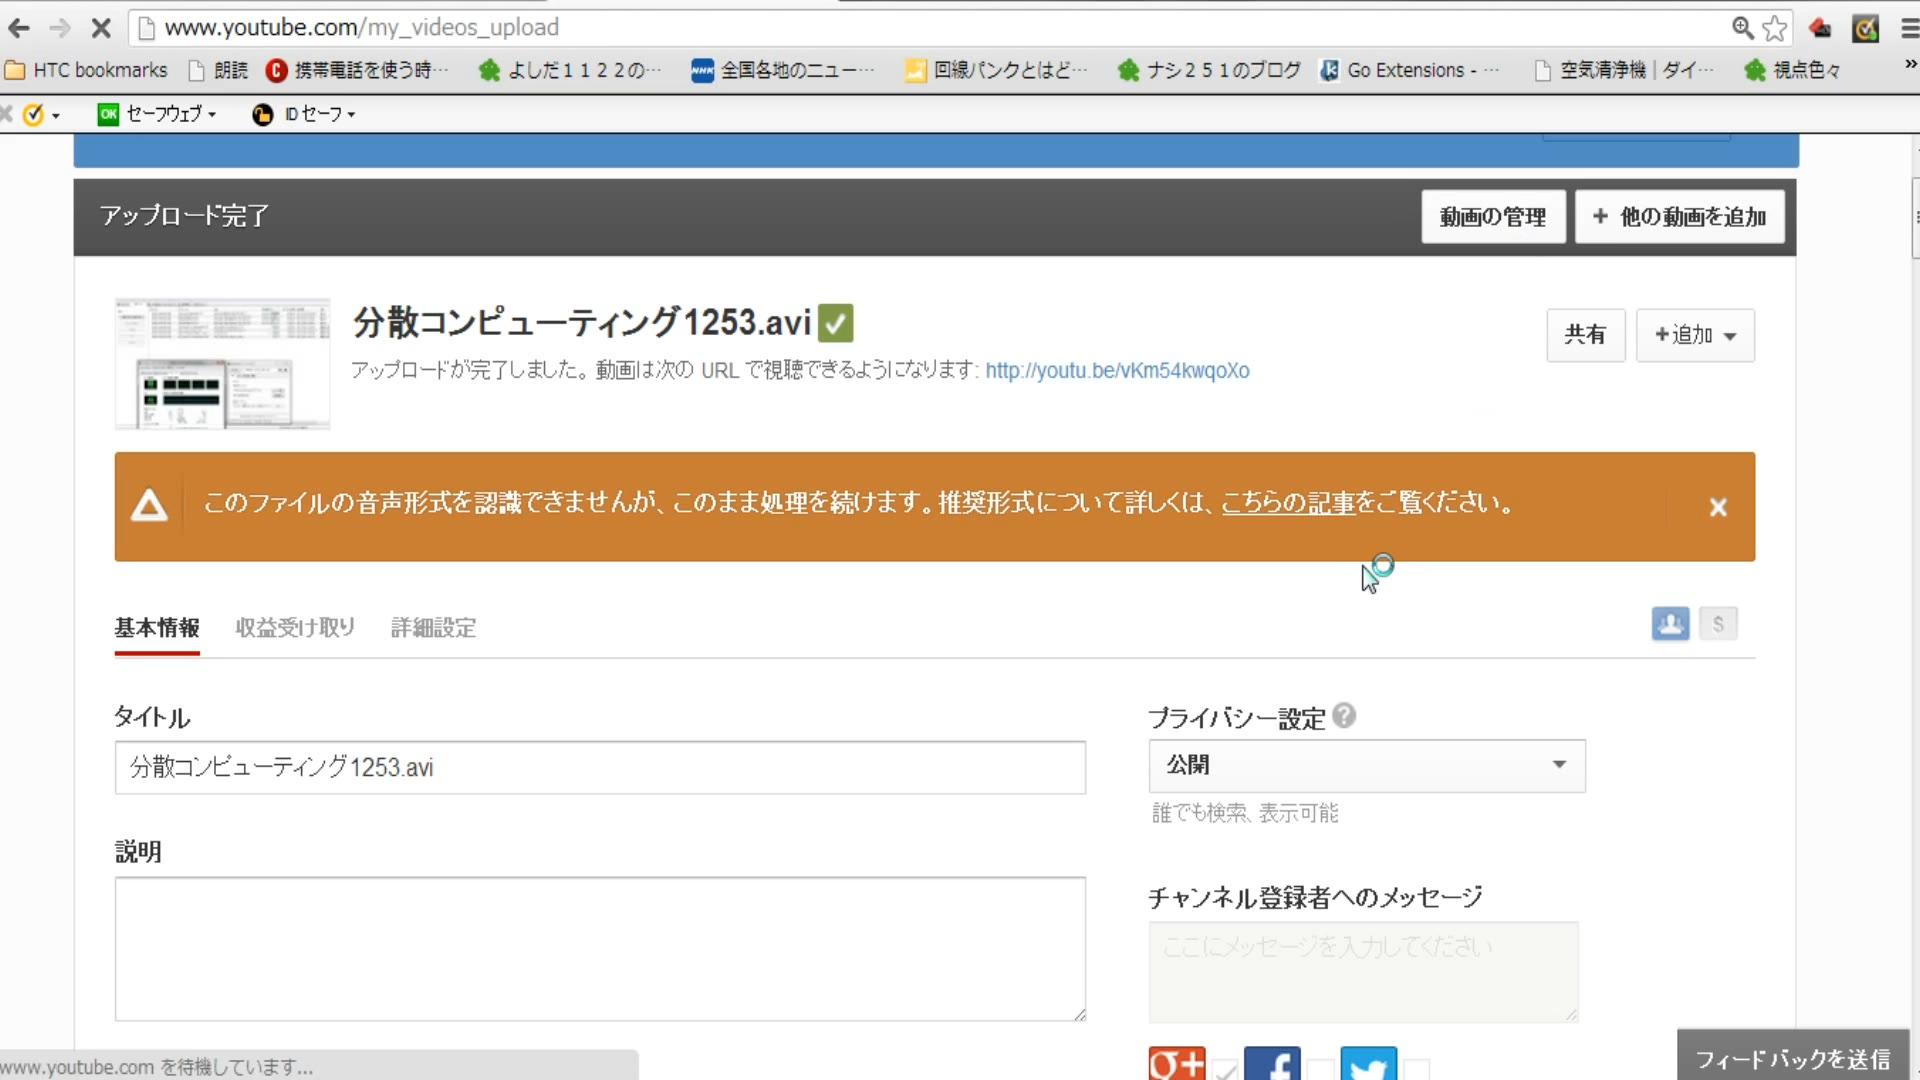 www.youtube.com/my_videos_upload
HTC bookmarks 朗読 携帯電話を使う時… よしだ１１２２の… NHK 全国各地のニュー… 回線パンクとはど… ナシ２５１のブログ Go Extensions - … 空気清浄機｜ダイ… 視点色々 »
OK セーフウェブ IDセーフ
アップロード完了 動画の管理 + 他の動画を追加
分散コンピューティング1253.avi
アップロードが完了しました。動画は次の URL で視聴できるようになります: http://youtu.be/vKm54kwqoXo
共有 +追加
このファイルの音声形式を認識できませんが、このまま処理を続けます。推奨形式について詳しくは、こちらの記事をご覧ください。
基本情報 収益受け取り 詳細設定 $
タイトル
分散コンピューティング1253.avi
説明
プライバシー設定 ?
公開
誰でも検索、表示可能
チャンネル登録者へのメッセージ
ここにメッセージを入力してください
g+ f
フィードバックを送信
www.youtube.com を待機しています...